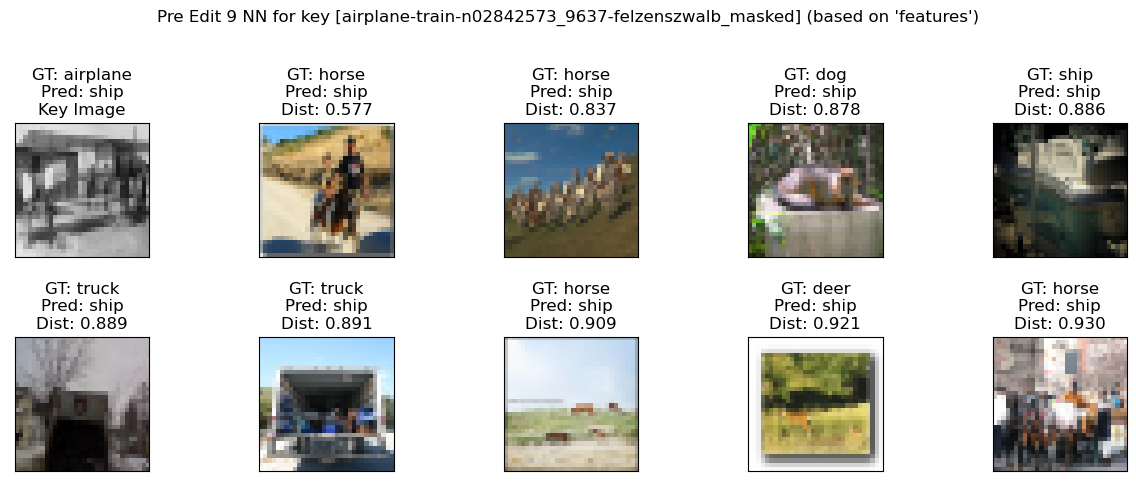 Pre Edit 9 NN for key [airplane-train-n02842573_9637-felzenszwalb_masked] (based on 'features')
GT: airplane
Pred: ship
Key Image
GT: horse
Pred: ship
Dist: 0.577
GT: horse
Pred: ship
Dist: 0.837
GT: dog
Pred: ship
Dist: 0.878
GT: ship
Pred: ship
Dist: 0.886
GT: truck
Pred: ship
Dist: 0.889
GT: truck
Pred: ship
Dist: 0.891
GT: horse
Pred: ship
Dist: 0.909
GT: deer
Pred: ship
Dist: 0.921
GT: horse
Pred: ship
Dist: 0.930